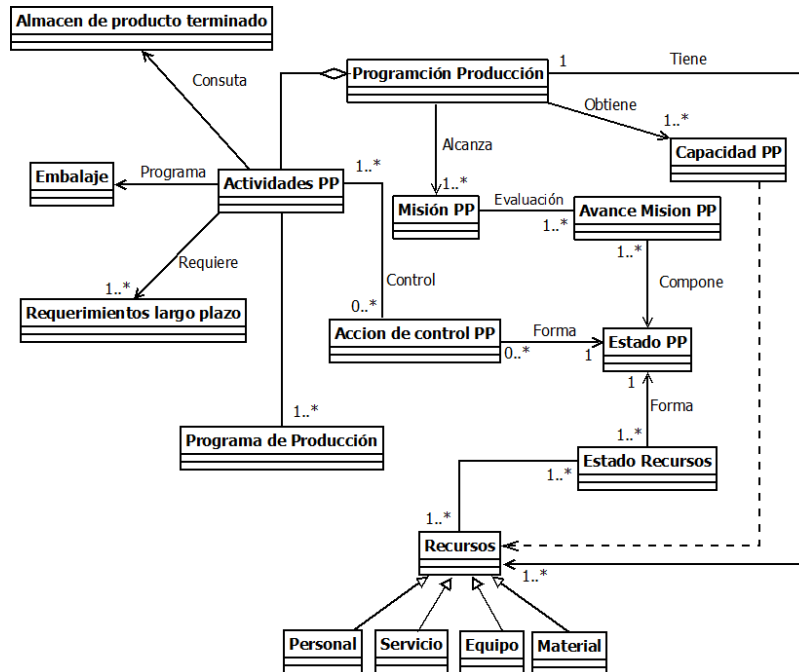 Almacen de producto terminado
Programción Producción
1
Tiene
Consuta
Obtiene
1..*
Alcanza
Capacidad PP
1..*
Embalaje
Programa
Actividades PP
1..*
Misión PP
Evaluación
1..*
Avance Mision PP
1..*
Requiere
1..*
Control
Compone
Requerimientos largo plazo
0..*
Accion de control PP
Forma
0..*
1
Estado PP
1
Forma
1..*
1..*
Programa de Producción
Estado Recursos
1..*
1..*
Recursos
1..*
Personal
Servicio
Equipo
Material